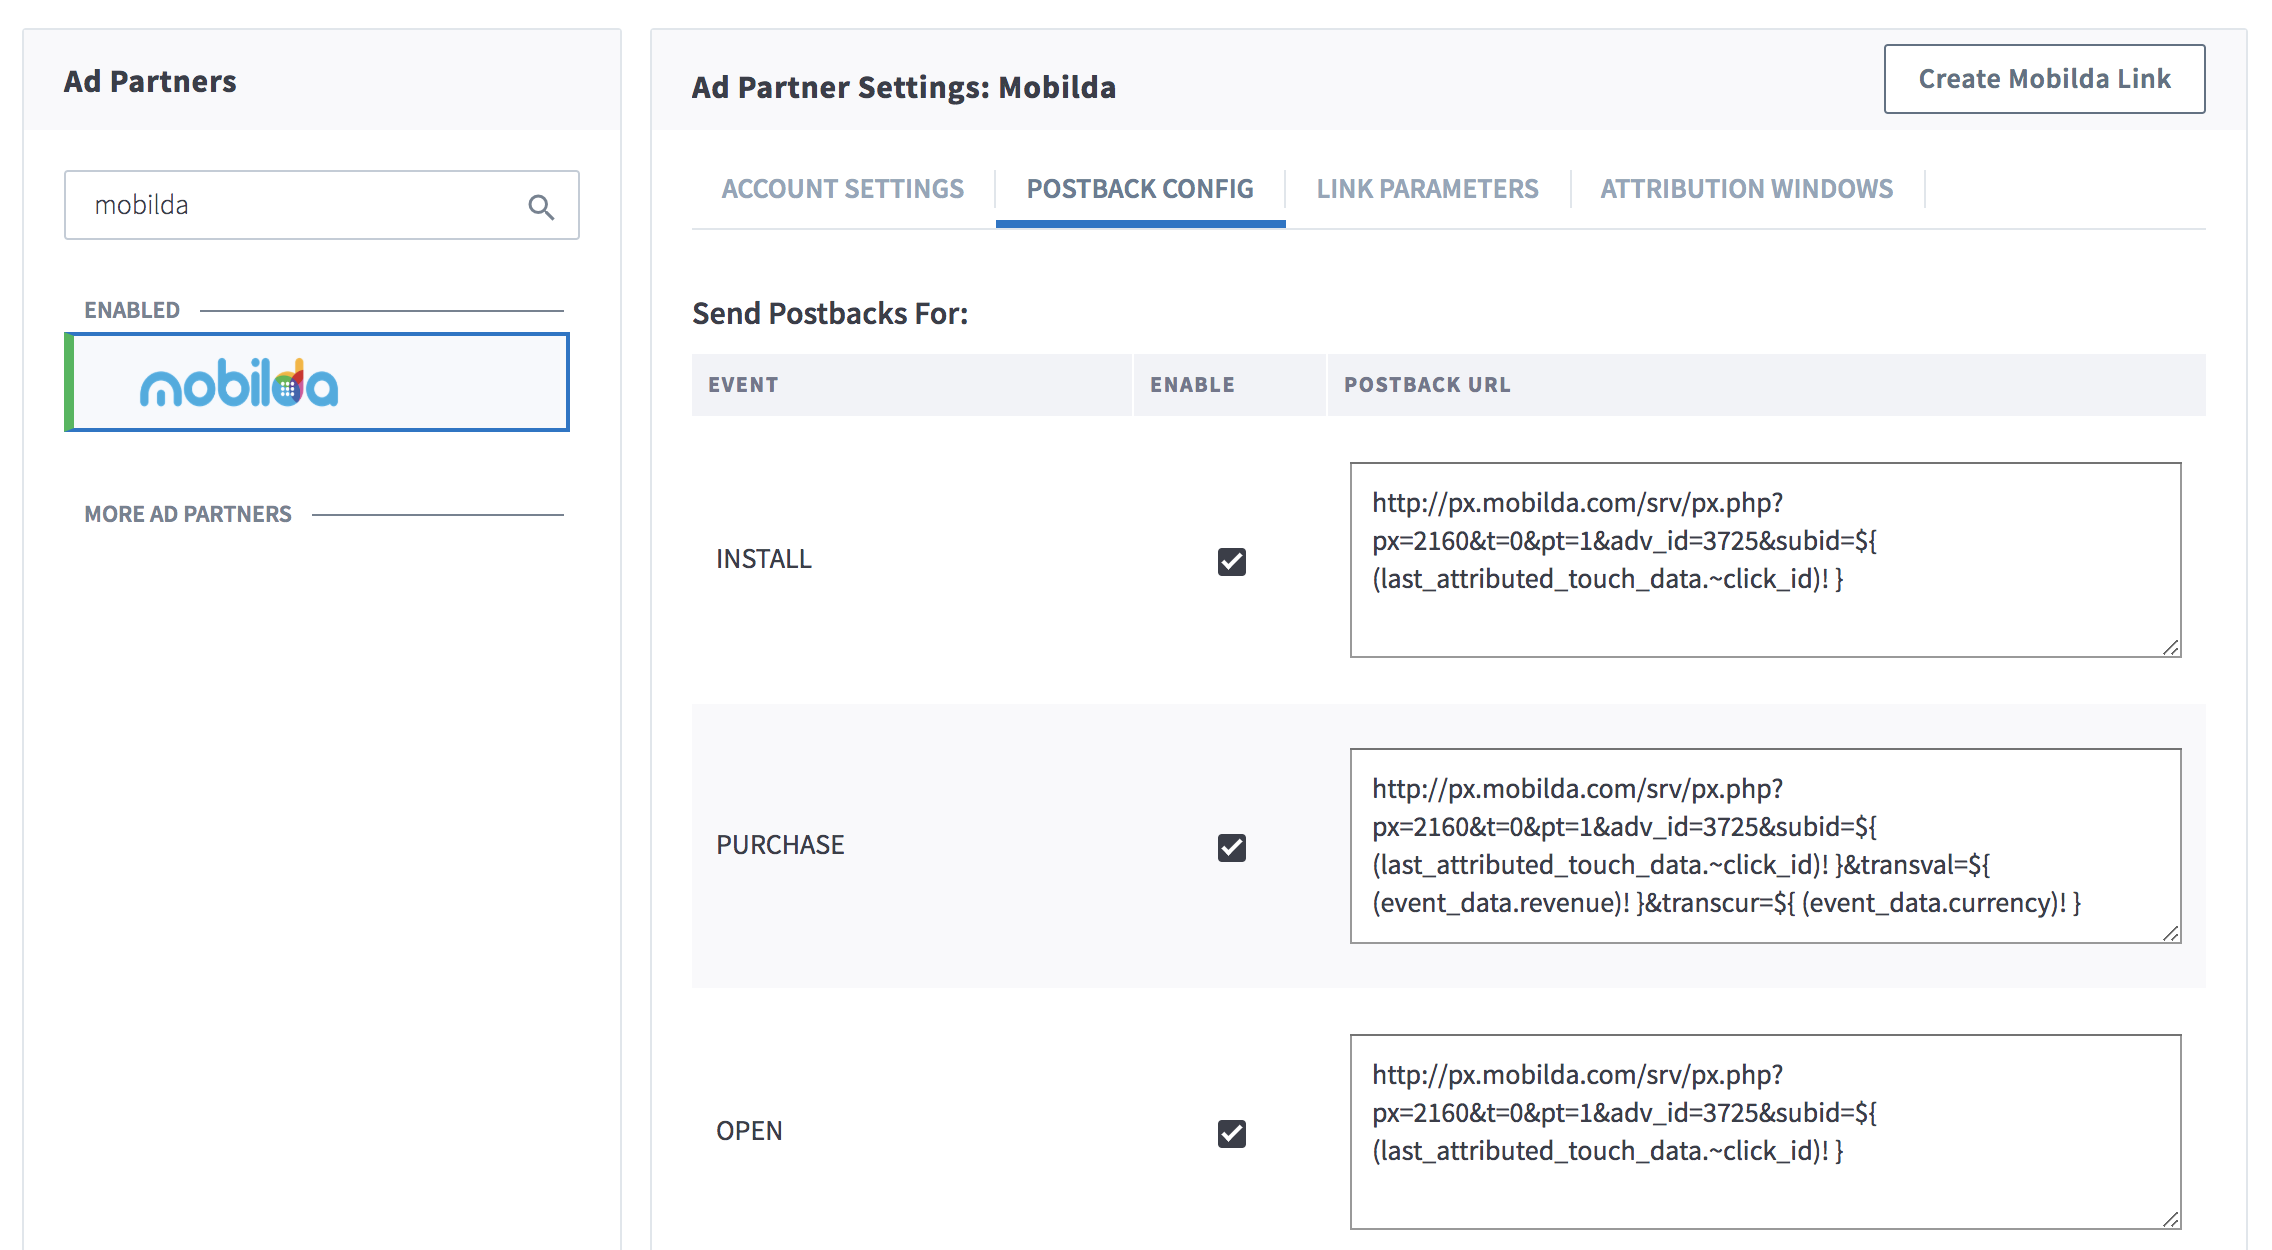 Ad Partners
mobilda
ENABLED
mobilda
MORE AD PARTNERS
Ad Partner Settings: Mobilda
Create Mobilda Link
ACCOUNT SETTINGS
POSTBACK CONFIG
LINK PARAMETERS
ATTRIBUTION WINDOWS
Send Postbacks For:
EVENT
ENABLE
POSTBACK URL
INSTALL
http://px.mobilda.com/srv/px.php?
px=2160&t=0&pt=1&adv_id=3725&subid=${
(last_attributed_touch_data.~click_id)! }
PURCHASE
http://px.mobilda.com/srv/px.php?
px=2160&t=0&pt=1&adv_id=3725&subid=${
(last_attributed_touch_data.~click_id)! }&transval=${
(event_data.revenue)! }&transcur=${ (event_data.currency)! }
OPEN
http://px.mobilda.com/srv/px.php?
px=2160&t=0&pt=1&adv_id=3725&subid=${
(last_attributed_touch_data.~click_id)! }